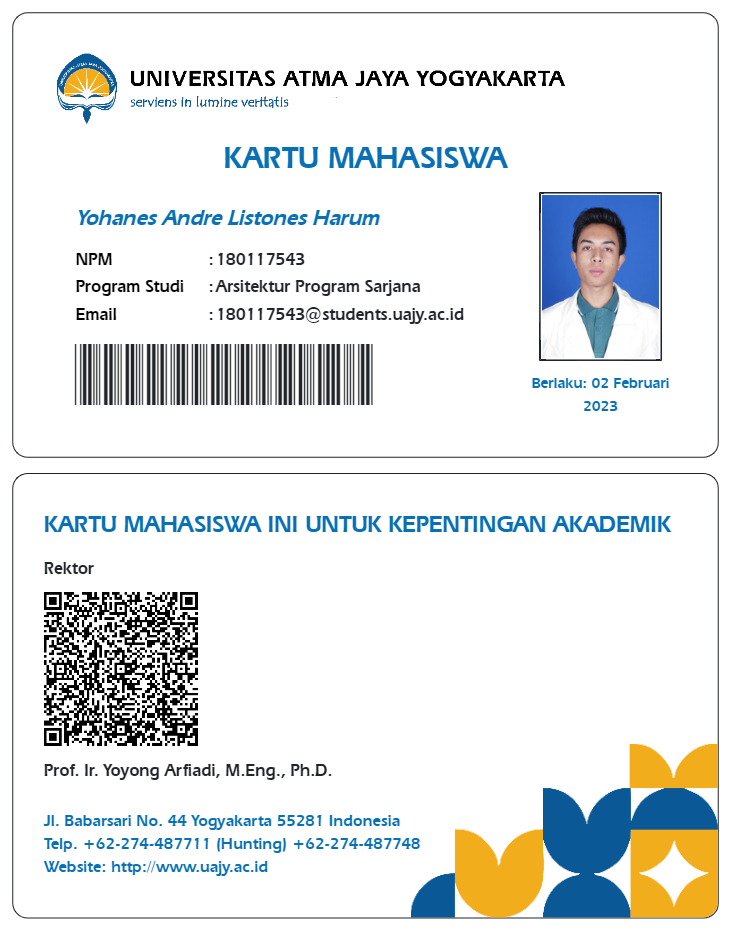 UNIVERSITAS ATMA JAYA YOGYAKARTA
serviens in lumine veritatis
KARTU MAHASISWA
Yohanes Andre Listones Harum
NPM : 180117543
Program Studi : Arsitektur Program Sarjana
Email : 180117543@students.uajy.ac.id
Berlaku: 02 Februari
2023
KARTU MAHASISWA INI UNTUK KEPENTINGAN AKADEMIK
Rektor
Prof. Ir. Yoyong Arfiadi, M.Eng., Ph.D.
Jl. Babarsari No. 44 Yogyakarta 55281 Indonesia
Telp. +62-274-487711 (Hunting) +62-274-487748
Website: http://www.uajy.ac.id